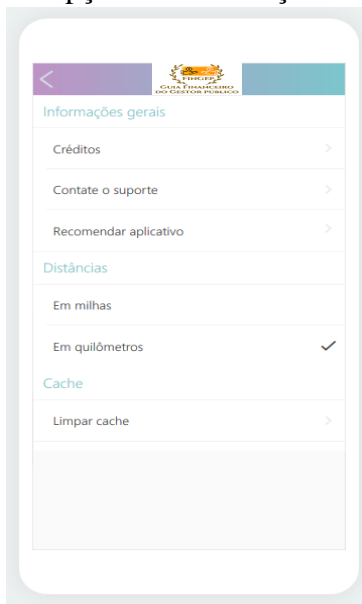 FINGEP
GUIA FINANCEIRO
DO GESTOR PÚBLICO
Informações gerais
Créditos
Contate o suporte
Recomendar aplicativo
Distâncias
Em milhas
Em quilômetros
Cache
Limpar cache